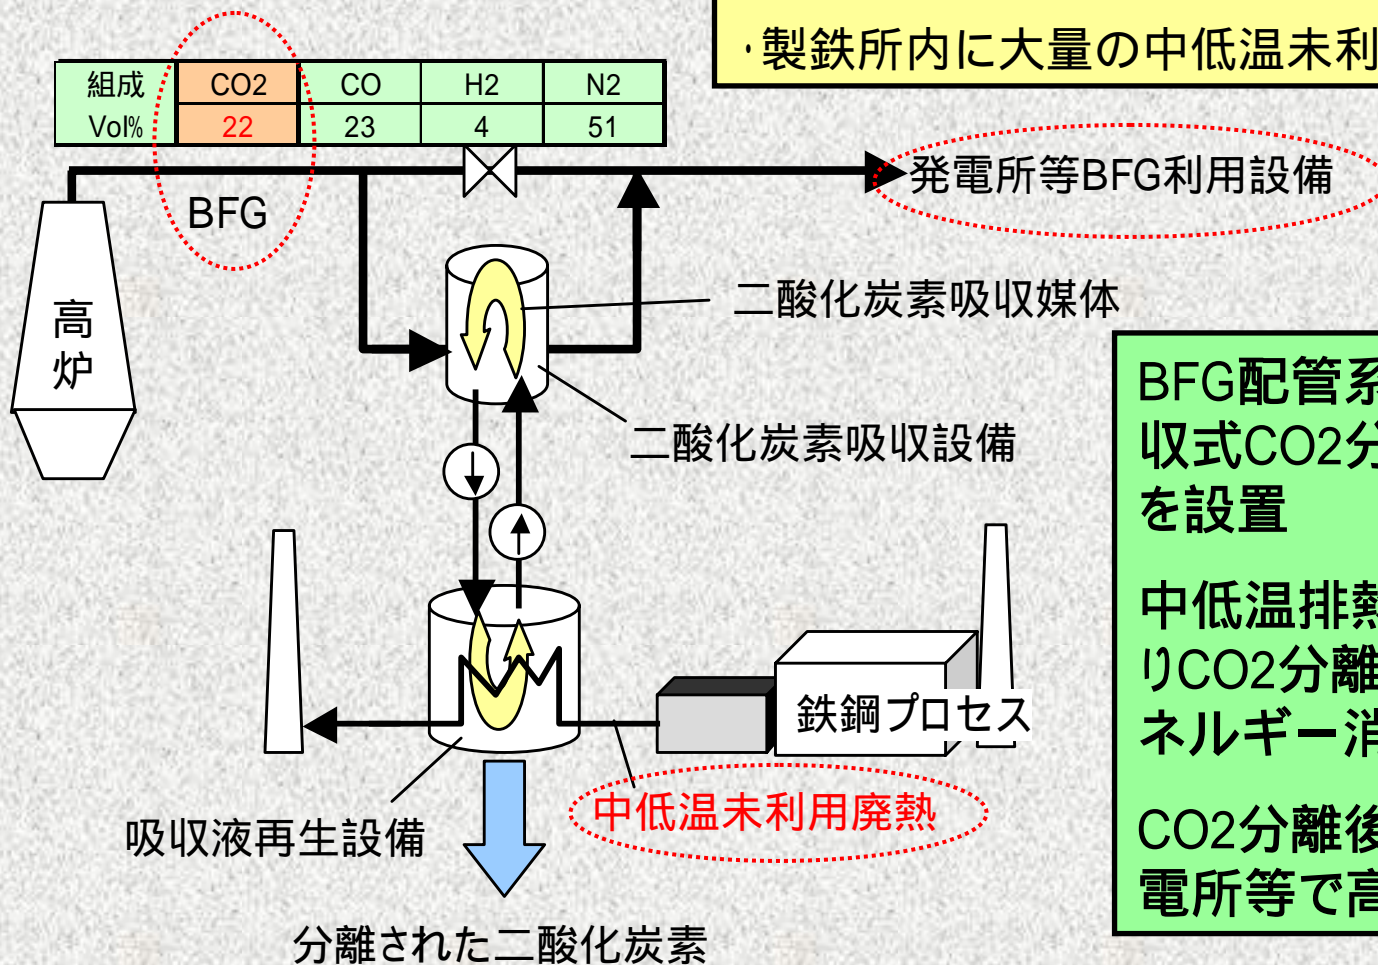 ・製鉄所内に大量の中低温未利
組成 CO2 CO H2 N2
Vol% 22 23 4 51
BFG
発電所等BFG利用設備
高
炉
二酸化炭素吸収媒体
二酸化炭素吸収設備
BFG配管系
収式CO2分
を設置
中低温排熱
りCO2分離
ネルギー消
CO2分離後
電所等で高
鉄鋼プロセス
中低温未利用廃熱
吸収液再生設備
分離された二酸化炭素